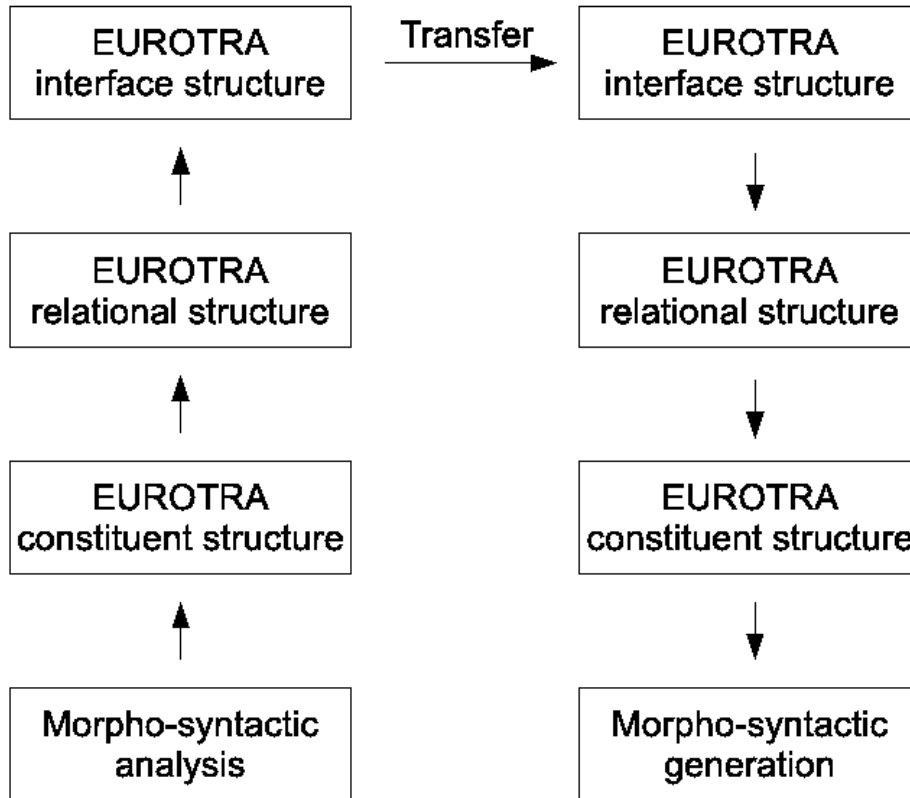 EUROTRA
interface structure
Transfer
EUROTRA
interface structure
EUROTRA
relational structure
EUROTRA
relational structure
EUROTRA
constituent structure
EUROTRA
constituent structure
Morpho-syntactic
analysis
Morpho-syntactic
generation